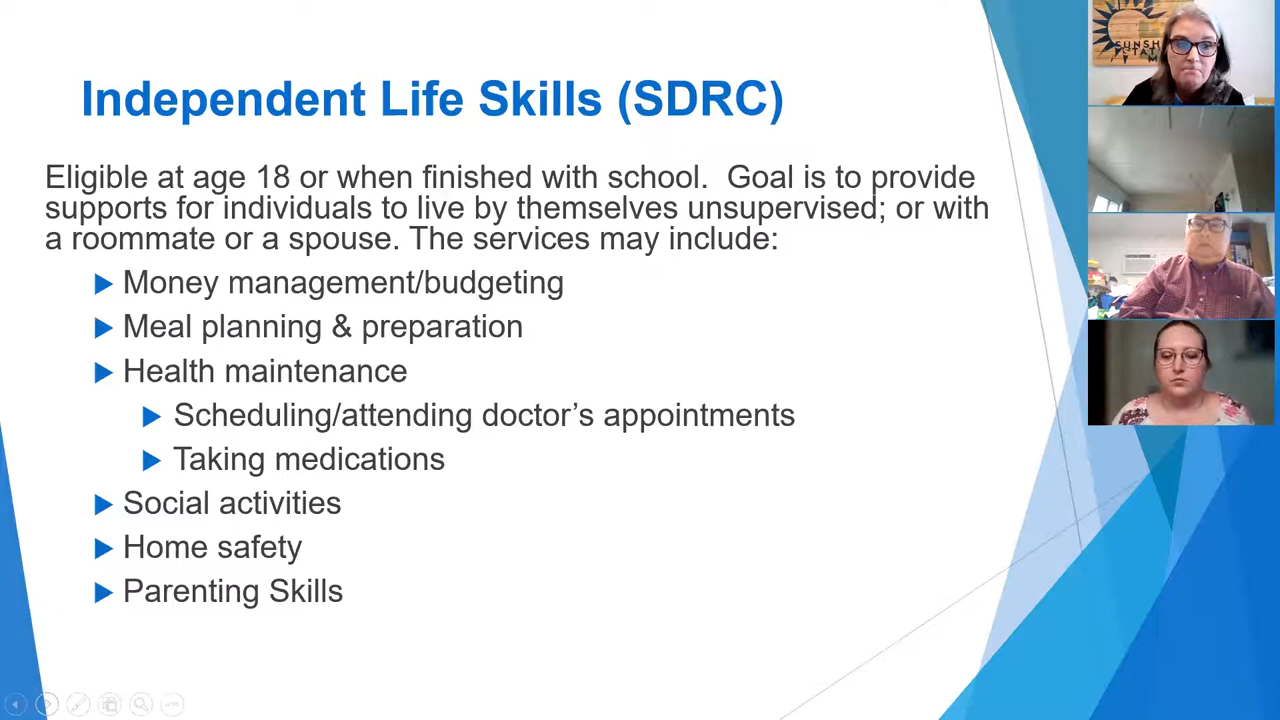 Independent Life Skills (SDRC)
Eligible at age 18 or when finished with school.  Goal is to provide
supports for individuals to live by themselves unsupervised; or with
a roommate or a spouse. The services may include:
Money management/budgeting
Meal planning & preparation
Health maintenance
Scheduling/attending doctor’s appointments
Taking medications
Social activities
Home safety
Parenting Skills